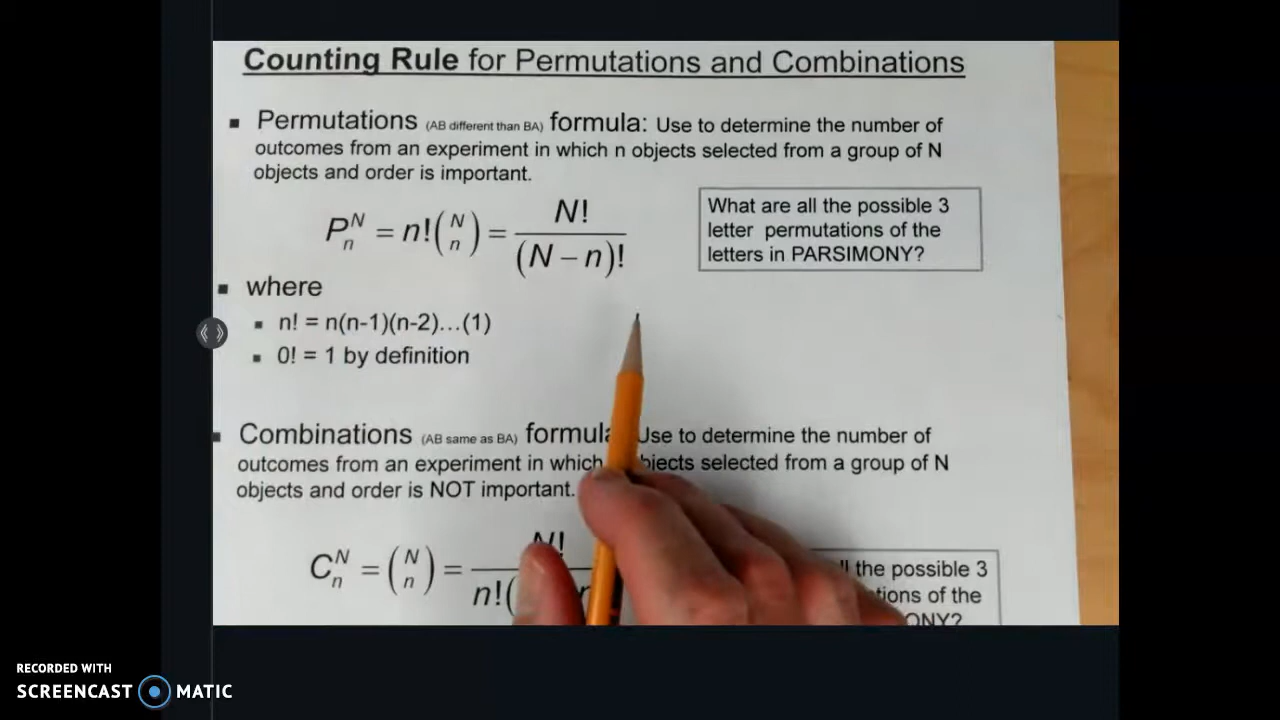 Counting Rule for Permutations and Combinations
▪ Permutations (AB different than BA) formula: Use to determine the number of
outcomes from an experiment in which n objects selected from a group of N
objects and order is important.
P_n^N = n!(N n) = N! / (N – n)!
What are all the possible 3
letter permutations of the
letters in PARSIMONY?
▪ where
▪ n! = n(n-1)(n-2)…(1)
▪ 0! = 1 by definition
▪ Combinations (AB same as BA) formula Use to determine the number of
outcomes from an experiment in which objects selected from a group of N
objects and order is NOT important.
C_n^N = (N n) = N! / n!(
the possible 3
of the
RECORDED WITH
SCREENCAST MATIC